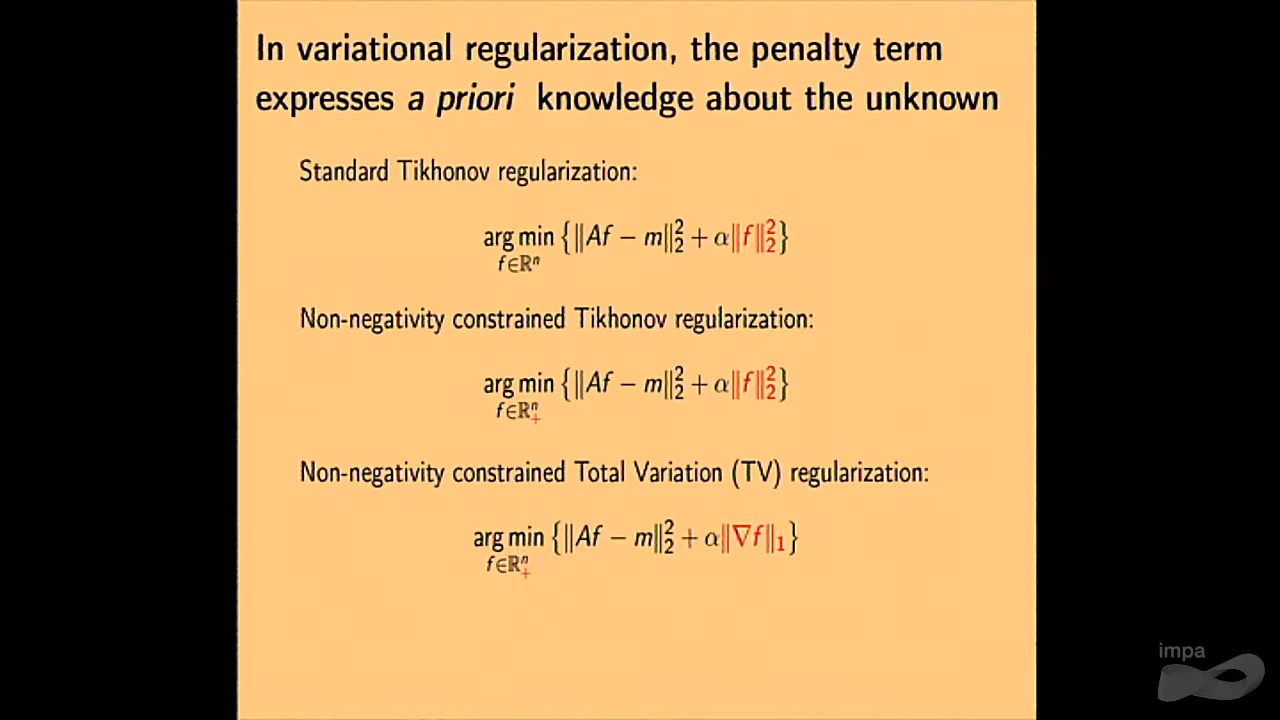 In variational regularization, the penalty term
expresses a priori knowledge about the unknown
Standard Tikhonov regularization:
arg min {‖Af − m‖₂² + α‖f‖₂²}
f∈ℝⁿ
Non-negativity constrained Tikhonov regularization:
arg min {‖Af − m‖₂² + α‖f‖₂²}
f∈ℝ₊ⁿ
Non-negativity constrained Total Variation (TV) regularization:
arg min {‖Af − m‖₂² + α‖∇f‖₁}
f∈ℝ₊ⁿ
impa